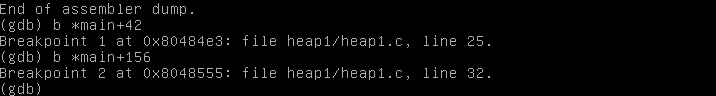 End of assembler dump.
(gdb) b *main+42
Breakpoint 1 at 0x80484e3: file heap1/heap1.c, line 25.
(gdb) b *main+156
Breakpoint 2 at 0x8048555: file heap1/heap1.c, line 32.
(gdb)